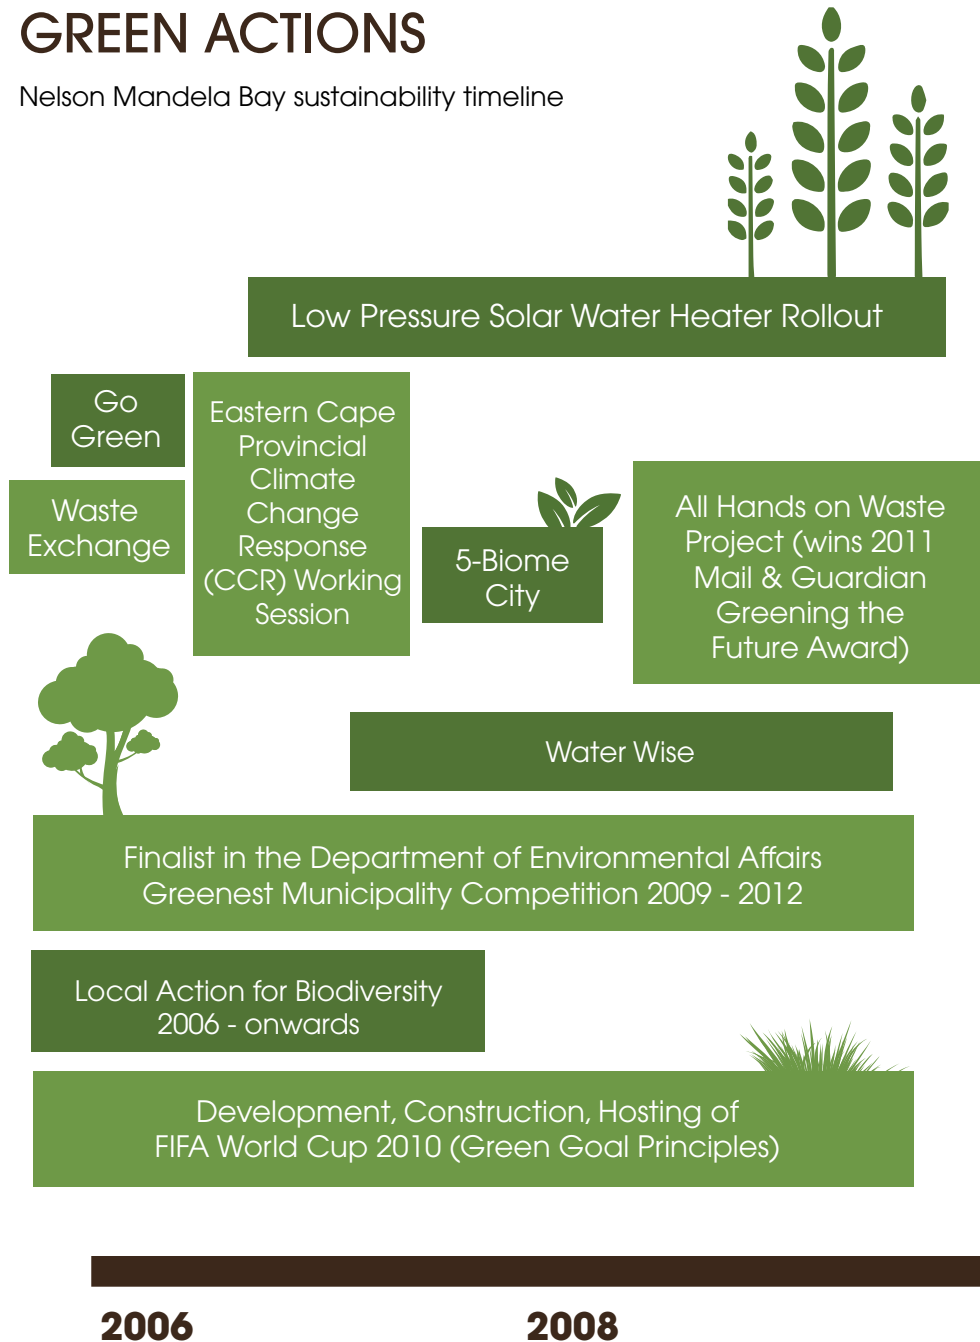 GREEN ACTIONS
Nelson Mandela Bay sustainability timeline
Low Pressure Solar Water Heater Rollout
Go
Green
Waste
Exchange
Eastern Cape
Provincial
Climate
Change
Response
(CCR) Working
Session
5-Biome
City
All Hands on Waste
Project (wins 2011
Mail & Guardian
Greening the
Future Award)
Water Wise
Finalist in the Department of Environmental Affairs
Greenest Municipality Competition 2009 - 2012
Local Action for Biodiversity
2006 - onwards
Development, Construction, Hosting of
FIFA World Cup 2010 (Green Goal Principles)
2006
2008